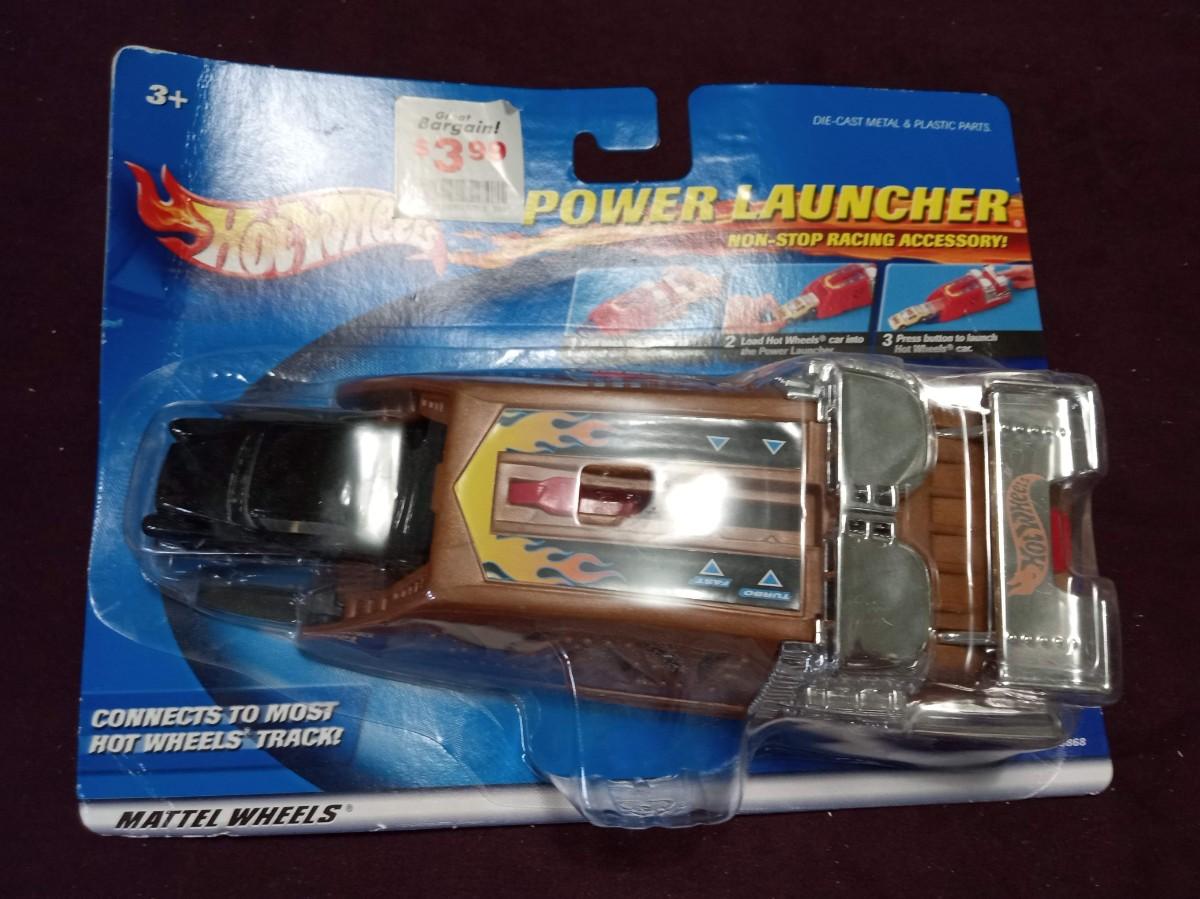 3+
Great
Bargain!
$3.99
DIE-CAST METAL & PLASTIC PARTS.
HOT WHEELS
POWER LAUNCHER®
NON-STOP RACING ACCESSORY!
2 Load Hot Wheels® car into
the Power Launcher.
3 Press button to launch
Hot Wheels® car.
FAST
TURBO
HOT WHEELS
CONNECTS TO MOST
HOT WHEELS® TRACK!
868
MATTEL WHEELS®